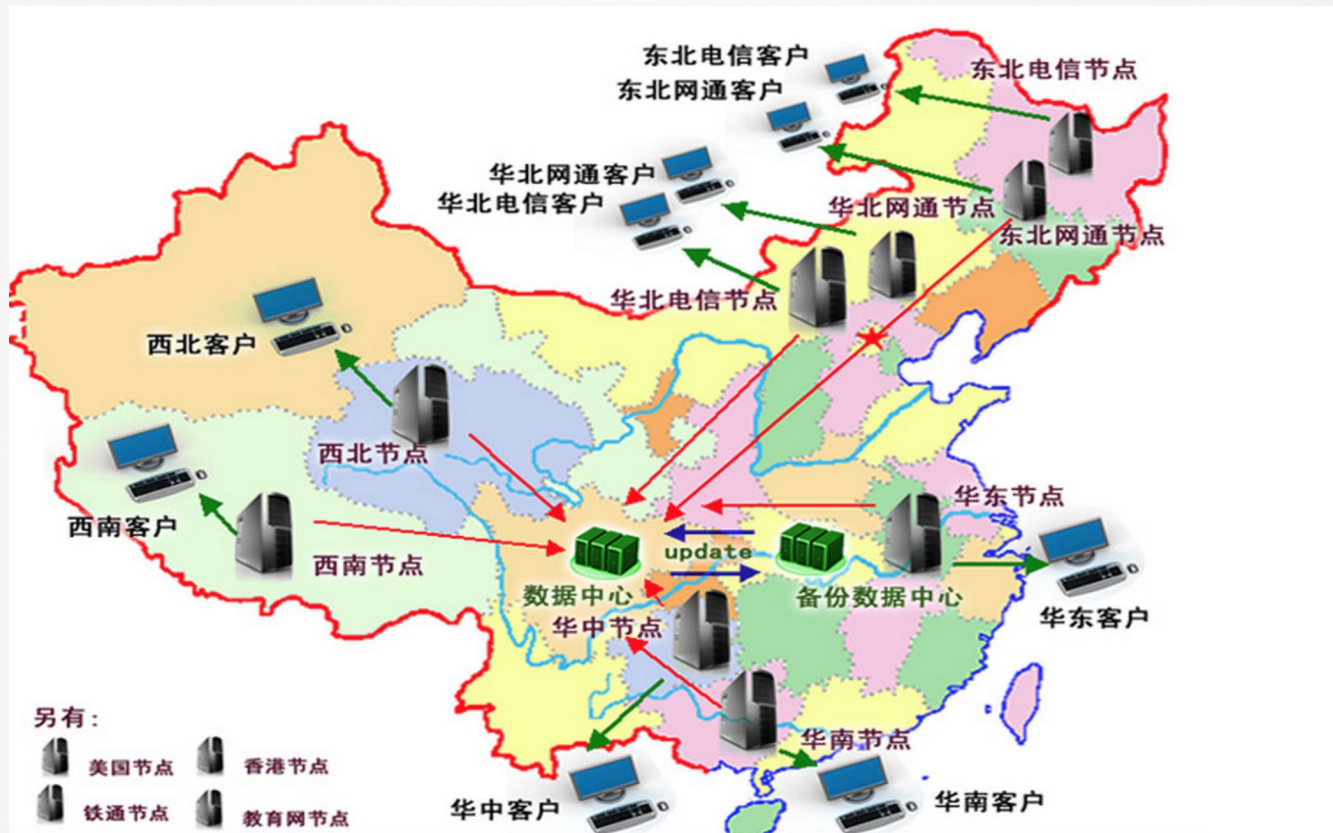 东北电信客户
东北电信节点
东北网通客户
华北网通客户
华北电信客户
华北网通节点
东北网通节点
华北电信节点
西北客户
西北节点
西南客户
西南节点
华东节点
update
数据中心
备份数据中心
华中节点
华东客户
华南节点
华中客户
华南客户
另有:
美国节点
香港节点
铁通节点
教育网节点